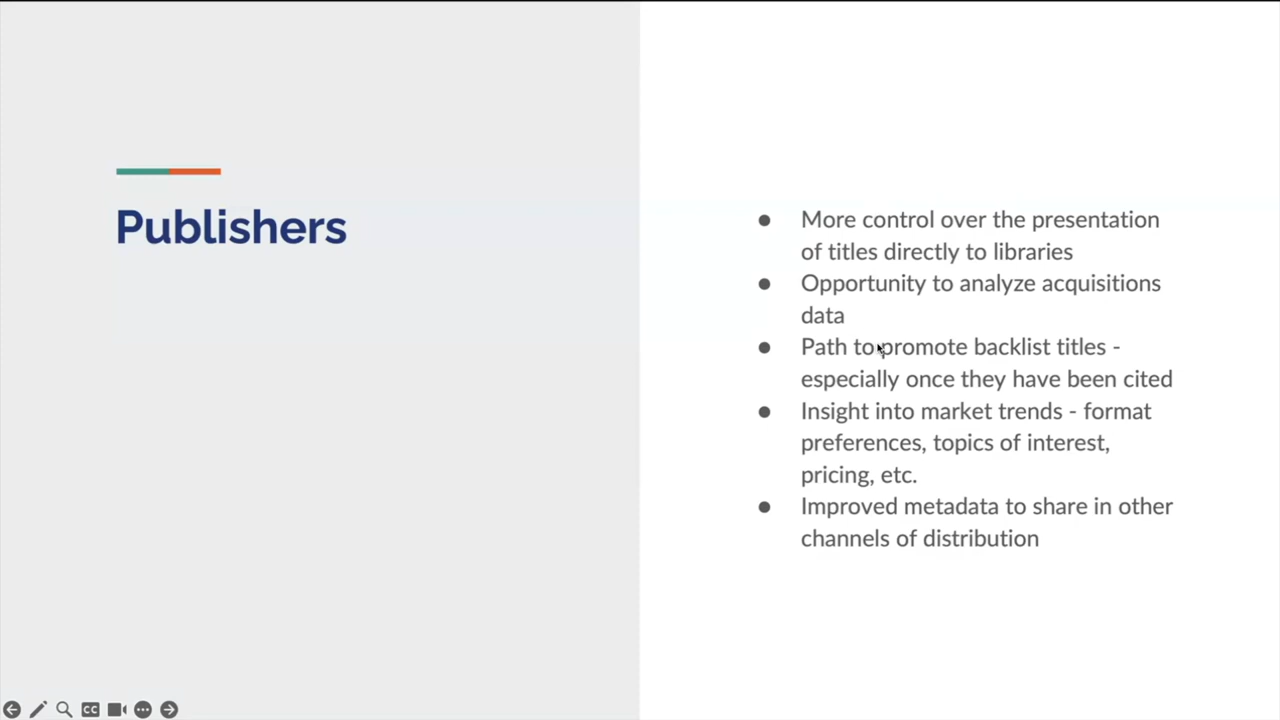 Publishers
● More control over the presentation
of titles directly to libraries
● Opportunity to analyze acquisitions
data
● Path to promote backlist titles -
especially once they have been cited
● Insight into market trends - format
preferences, topics of interest,
pricing, etc.
● Improved metadata to share in other
channels of distribution
CC